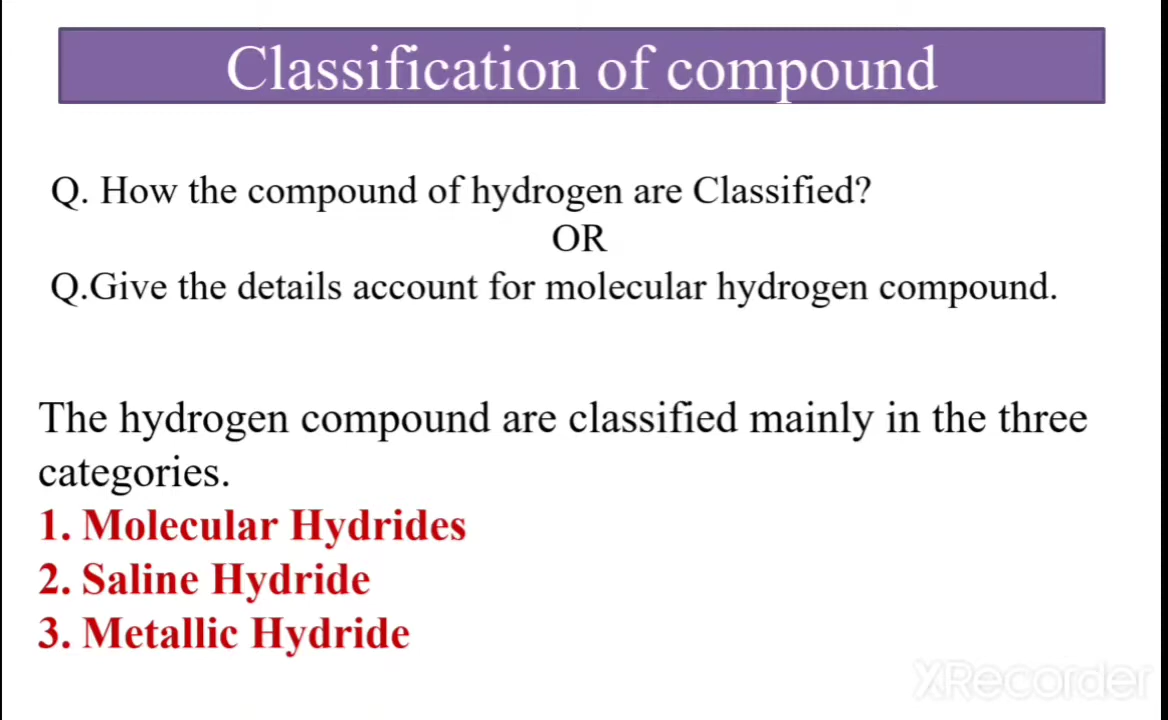 Classification of compound
Q. How the compound of hydrogen are Classified?
OR
Q.Give the details account for molecular hydrogen compound.
The hydrogen compound are classified mainly in the three
categories.
1. Molecular Hydrides
2. Saline Hydride
3. Metallic Hydride
XRecorder